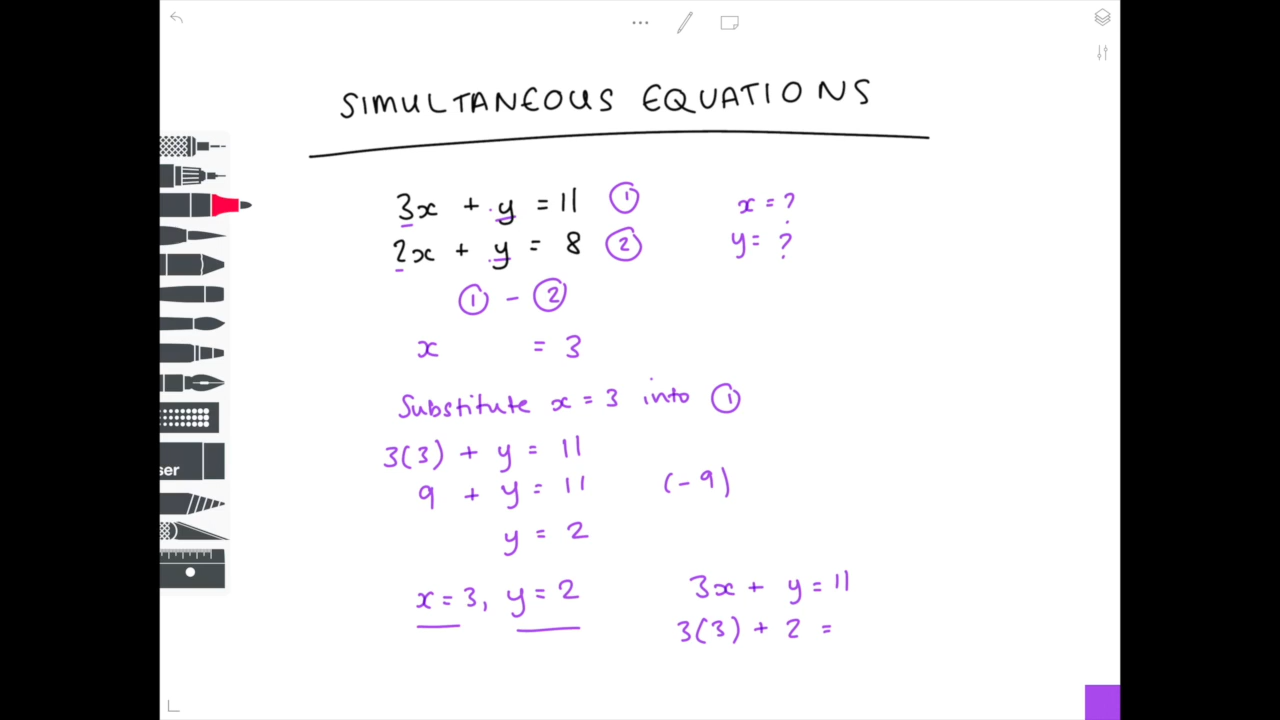 SIMULTANEOUS EQUATIONS
3x + y = 11 ①
x = ?
2x + y = 8 ②
y = ?
① - ②
x = 3
Substitute x = 3 into ①
3(3) + y = 11
9 + y = 11 (-9)
y = 2
x = 3, y = 2
3x + y = 11
3(3) + 2 =
ser